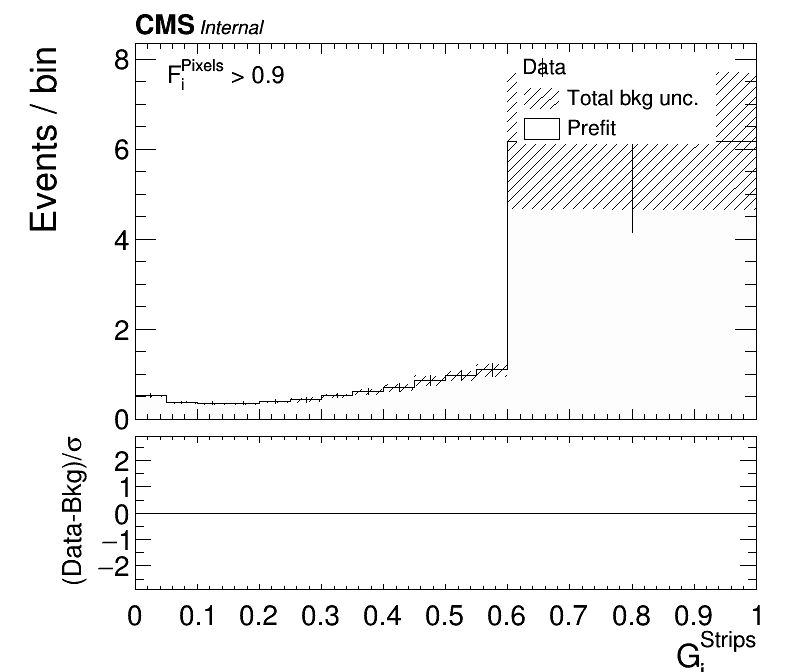 CMS Internal
8
F_i^Pixels > 0.9
Data
Total bkg unc.
Prefit
Events / bin
6
4
2
0
(Data-Bkg)/σ
2
1
0
−1
−2
0 0.1 0.2 0.3 0.4 0.5 0.6 0.7 0.8 0.9 1
G_i^Strips